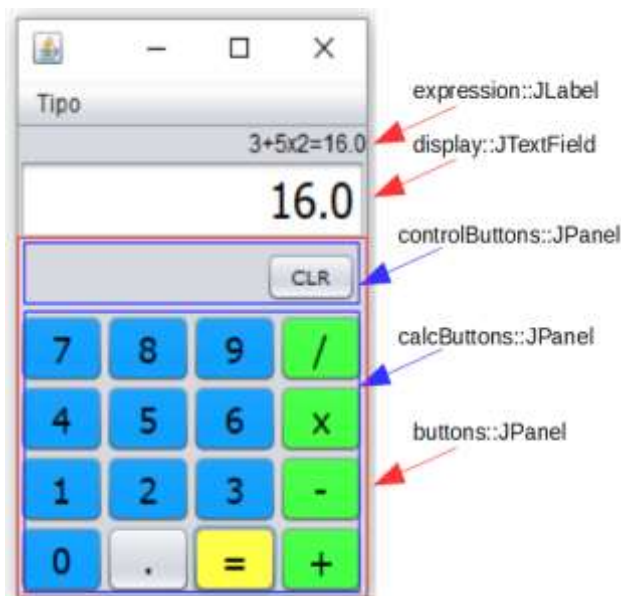 Tipo
3+5x2=16.0
16.0
CLR
7 8 9 /
4 5 6 x
1 2 3 -
0 . = +
expression::JLabel
display::JTextField
controlButtons::JPanel
calcButtons::JPanel
buttons::JPanel